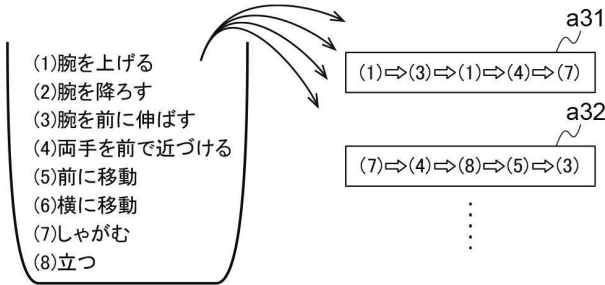 (1)腕を上げる
(2)腕を降ろす
(3)腕を前に伸ばす
(4)両手を前で近づける
(5)前に移動
(6)横に移動
(7)しゃがむ
(8)立つ
a31
(1)⇨(3)⇨(1)⇨(4)⇨(7)
a32
(7)⇨(4)⇨(8)⇨(5)⇨(3)